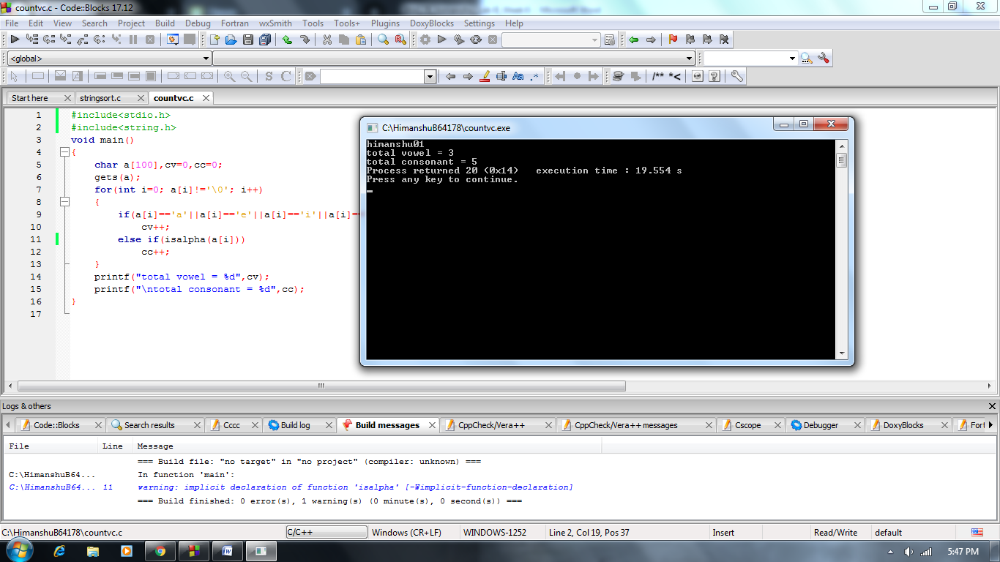 countvc.c - Code::Blocks 17.12
File Edit View Search Project Build Debug Fortran wxSmith Tools Tools+ Plugins DoxyBlocks Settings Help
<global>
S C
Aa .*
/** *<
Start here stringsort.c countvc.c
1 #include<stdio.h>
2 #include<string.h>
3 void main()
4 {
5 char a[100],cv=0,cc=0;
6 gets(a);
7 for(int i=0; a[i]!='\0'; i++)
8 {
9 if(a[i]=='a'||a[i]=='e'||a[i]=='i'||a[i]=
10 cv++;
11 else if(isalpha(a[i]))
12 cc++;
13 }
14 printf("total vowel = %d",cv);
15 printf("\ntotal consonant = %d",cc);
16 }
17
C:\HimanshuB64178\countvc.exe
himanshu01
total vowel = 3
total consonant = 5
Process returned 20 (0x14) execution time : 19.554 s
Press any key to continue.
Logs & others
Code::Blocks Search results Cccc Build log Build messages CppCheck/Vera++ CppCheck/Vera++ messages Cscope Debugger DoxyBlocks Fort
File Line Message
=== Build file: "no target" in "no project" (compiler: unknown) ===
C:\HimanshuB64... In function 'main':
C:\HimanshuB64... 11 warning: implicit declaration of function 'isalpha' [-Wimplicit-function-declaration]
=== Build finished: 0 error(s), 1 warning(s) (0 minute(s), 0 second(s)) ===
C:\HimanshuB64178\countvc.c C/C++ Windows (CR+LF) WINDOWS-1252 Line 2, Col 19, Pos 37 Insert Read/Write default
5:47 PM